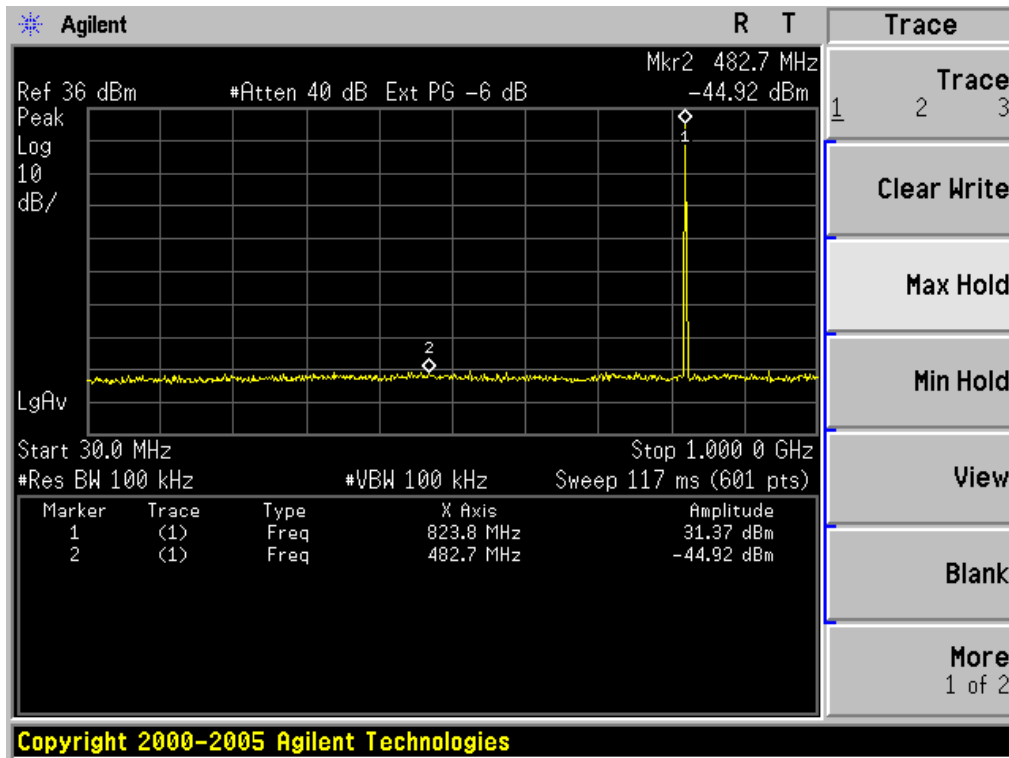 Agilent R T Trace
Mkr2 482.7 MHz
Ref 36 dBm #Atten 40 dB Ext PG -6 dB -44.92 dBm
Peak
Log
10
dB/
1
2
LgAv
Start 30.0 MHz Stop 1.000 0 GHz
#Res BW 100 kHz #VBW 100 kHz Sweep 117 ms (601 pts)
Marker Trace Type X Axis Amplitude
1 (1) Freq 823.8 MHz 31.37 dBm
2 (1) Freq 482.7 MHz -44.92 dBm
Trace
1 2 3
Clear Write
Max Hold
Min Hold
View
Blank
More
1 of 2
Copyright 2000-2005 Agilent Technologies